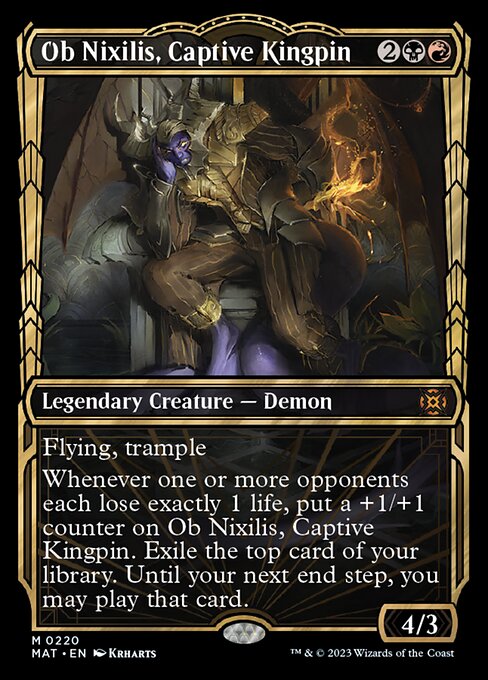 Ob Nixilis, Captive Kingpin 2
Legendary Creature — Demon
Flying, trample
Whenever one or more opponents
each lose exactly 1 life, put a +1/+1
counter on Ob Nixilis, Captive
Kingpin. Exile the top card of your
library. Until your next end step, you
may play that card.
4/3
M 0220
MAT • EN KRHARTS
™ & © 2023 Wizards of the Coast